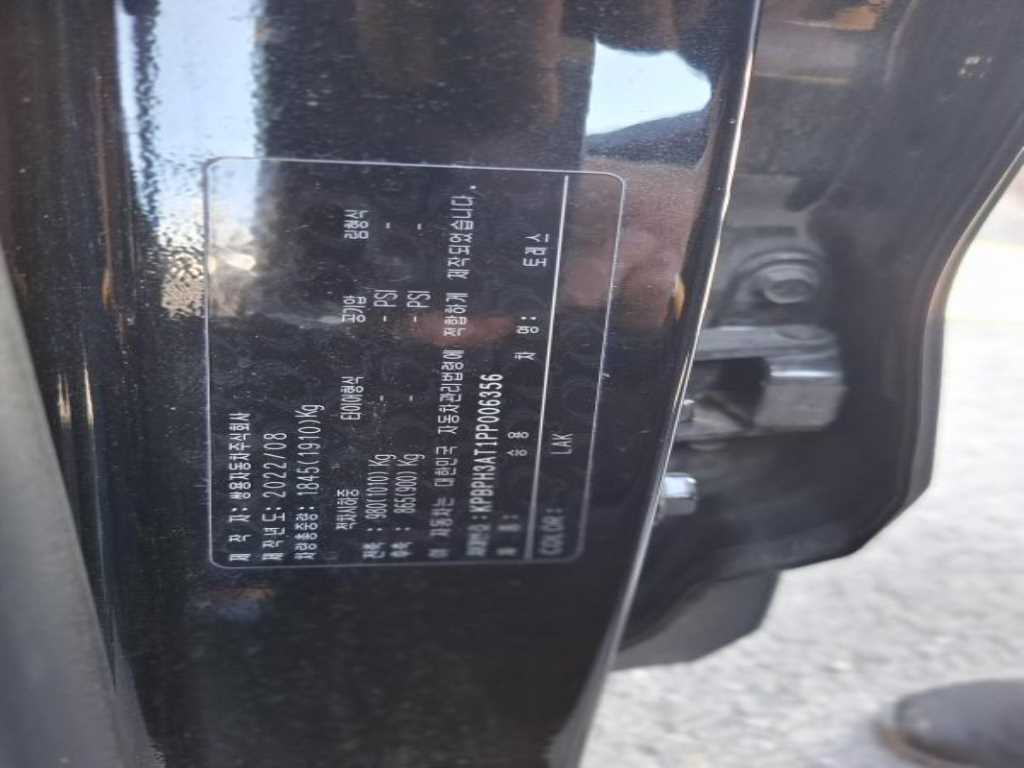 제 작 자: 쌍용자동차주식회사
제작년도: 2022/08
차량총중량: 1845(1910)Kg
적차시하중 타이어형식 공기압 림형식
전축 : 980(1010) Kg - - PSI -
후축 : 865(980) Kg - - PSI -
이 자동차는 대한민국 자동차관리법령에 적합하게 제작되었습니다.
차대번호: KPBPH3AT1PP006356
승용 차 명: 토레스
COLOR: LAK